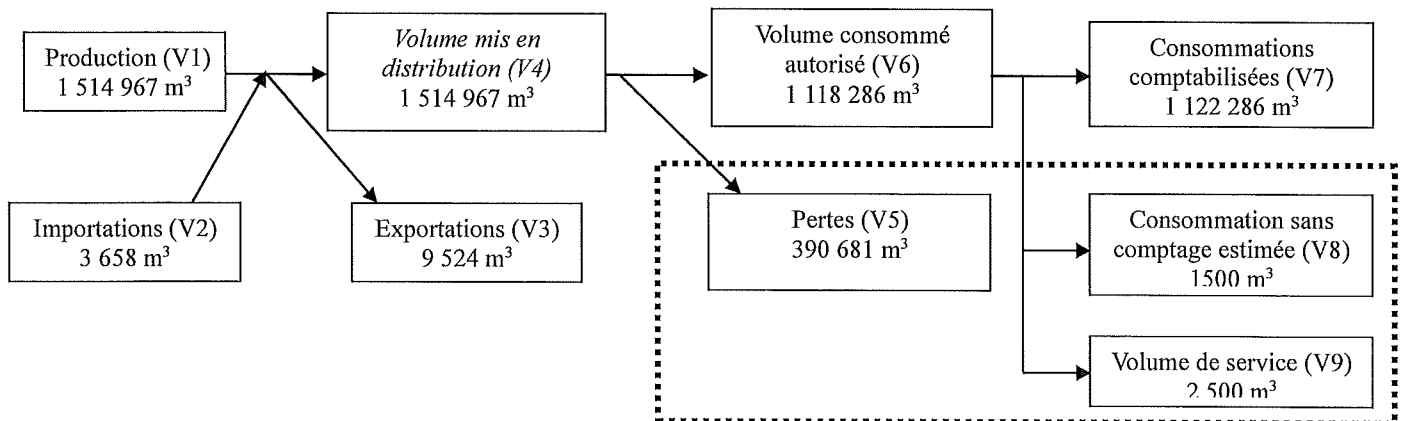 Production (V1)
1 514 967 m³
Volume mis en
distribution (V4)
1 514 967 m³
Volume consommé
autorisé (V6)
1 118 286 m³
Consommations
comptabilisées (V7)
1 122 286 m³
Importations (V2)
3 658 m³
Exportations (V3)
9 524 m³
Pertes (V5)
390 681 m³
Consommation sans
comptage estimée (V8)
1500 m³
Volume de service (V9)
2 500 m³